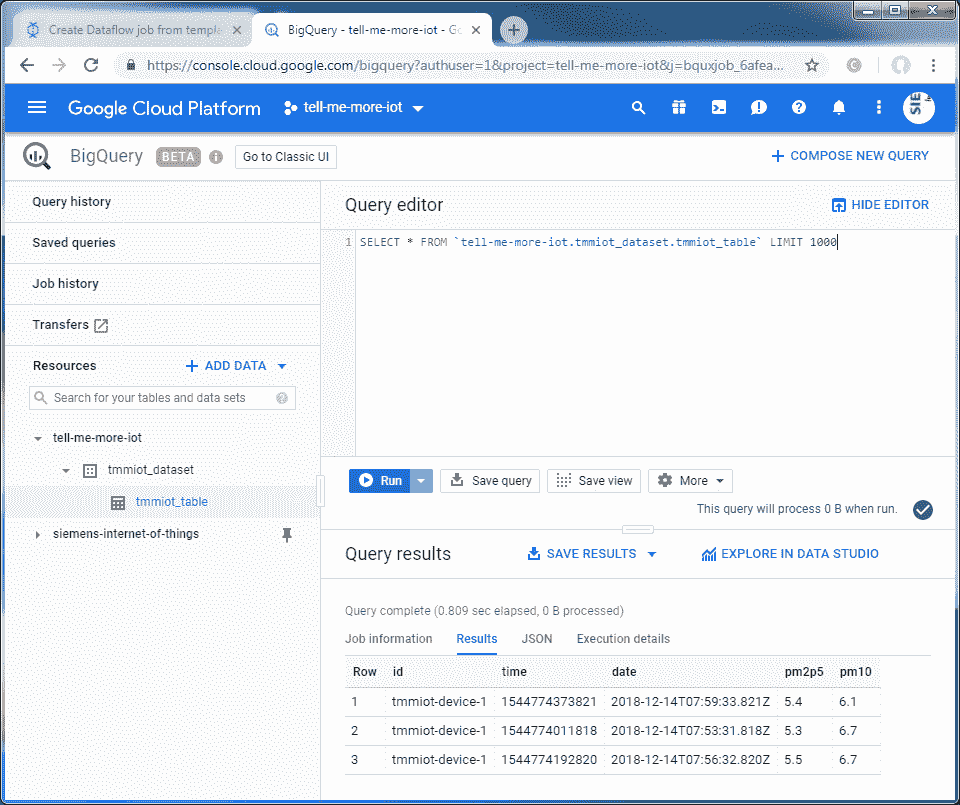 Create Dataflow job from templa
BigQuery - tell-me-more-iot - Go
https://console.cloud.google.com/bigquery?authuser=1&project=tell-me-more-iot&j=bquxjob_6afea...
Google Cloud Platform
tell-me-more-iot
SIE
BigQuery BETA Go to Classic UI
COMPOSE NEW QUERY
Query history
Saved queries
Job history
Transfers
Resources
ADD DATA
Search for your tables and data sets
tell-me-more-iot
tmmiot_dataset
tmmiot_table
siemens-internet-of-things
Query editor
HIDE EDITOR
1 SELECT * FROM `tell-me-more-iot.tmmiot_dataset.tmmiot_table` LIMIT 1000
Run Save query Save view More
This query will process 0 B when run.
Query results SAVE RESULTS EXPLORE IN DATA STUDIO
Query complete (0.809 sec elapsed, 0 B processed)
Job information Results JSON Execution details
Row id time date pm2p5 pm10
1 tmmiot-device-1 1544774373821 2018-12-14T07:59:33.821Z 5.4 6.1
2 tmmiot-device-1 1544774011818 2018-12-14T07:53:31.818Z 5.3 6.7
3 tmmiot-device-1 1544774192820 2018-12-14T07:56:32.820Z 5.5 6.7